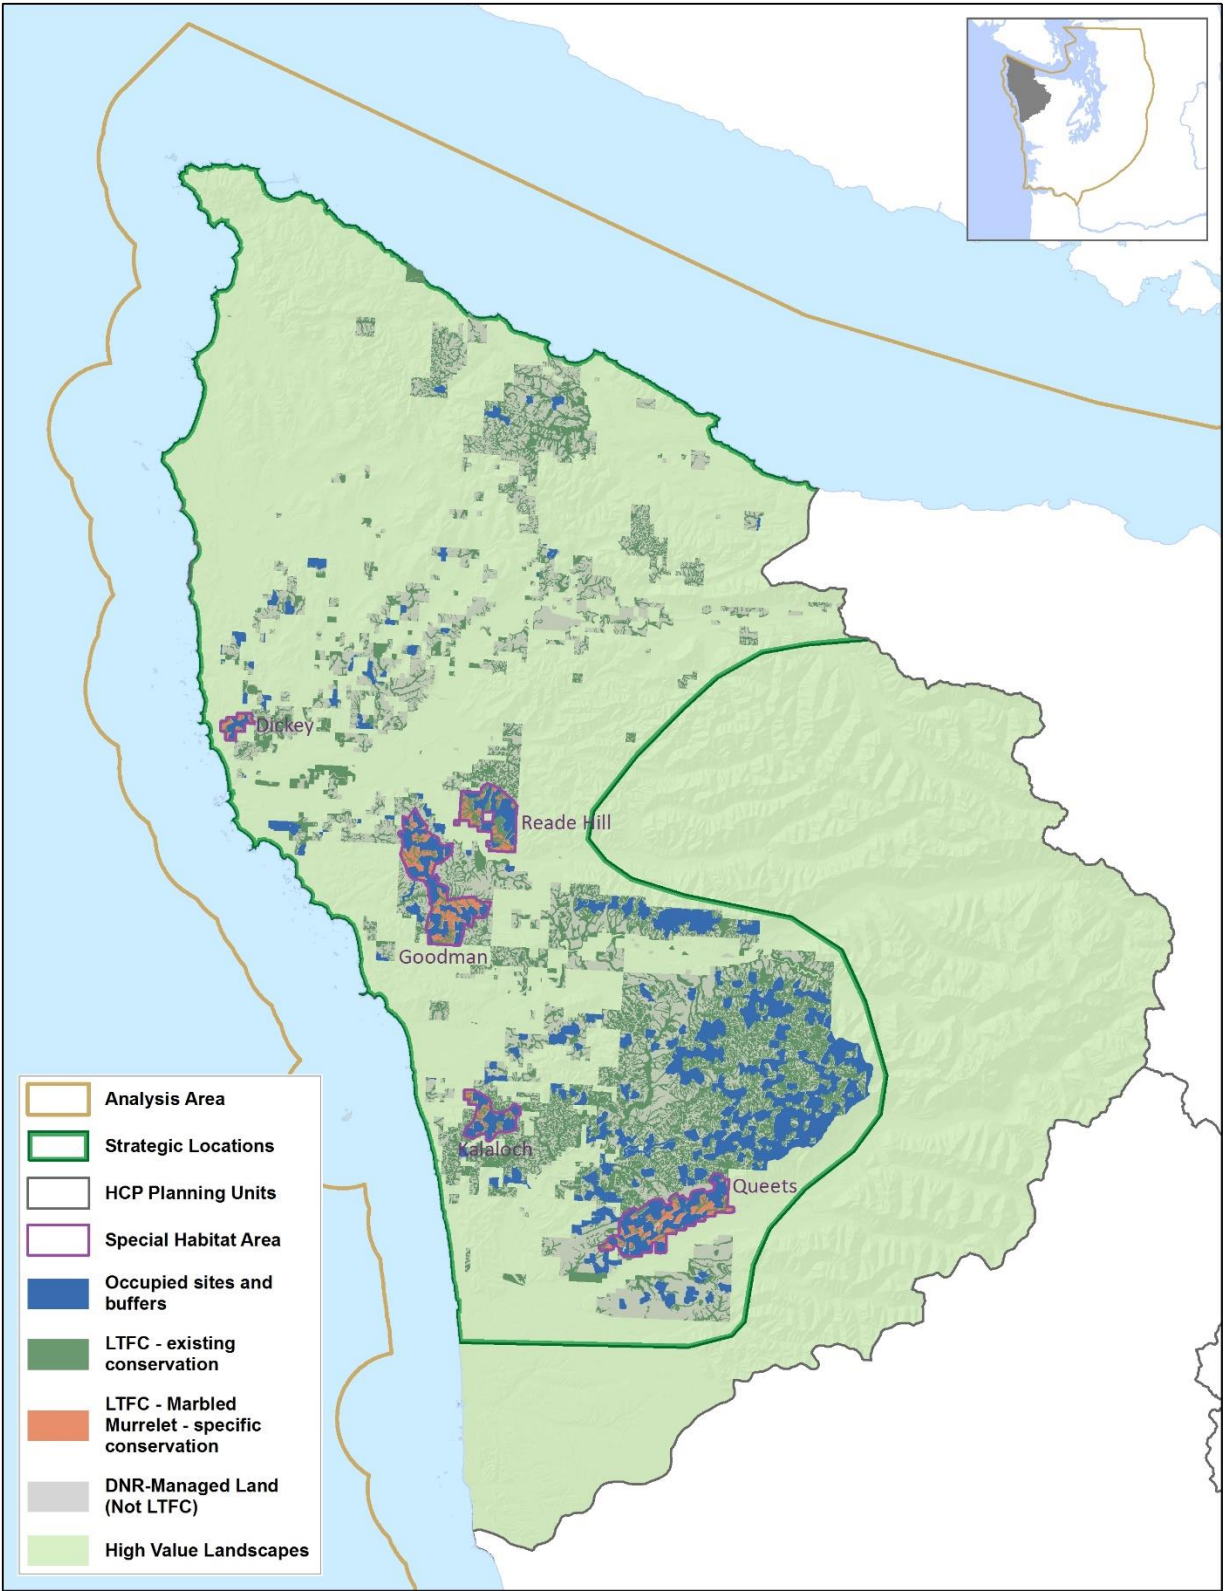 Dickey
Reade Hill
Goodman
Kalaloch
Queets
Analysis Area
Strategic Locations
HCP Planning Units
Special Habitat Area
Occupied sites and
buffers
LTFC - existing
conservation
LTFC - Marbled
Murrelet - specific
conservation
DNR-Managed Land
(Not LTFC)
High Value Landscapes